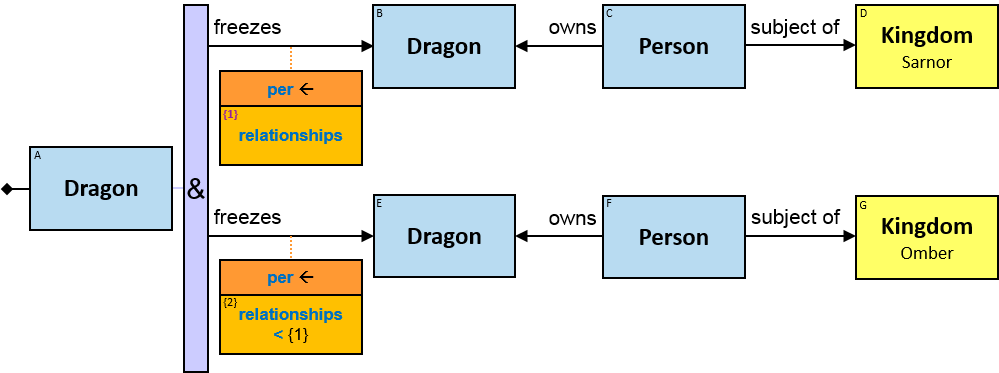 freezes
B
Dragon
owns
C
Person
subject of
D
Kingdom
Sarnor
per ←
{1}
relationships
A
Dragon
&
freezes
E
Dragon
owns
F
Person
subject of
G
Kingdom
Omber
per ←
{2}
relationships
< {1}